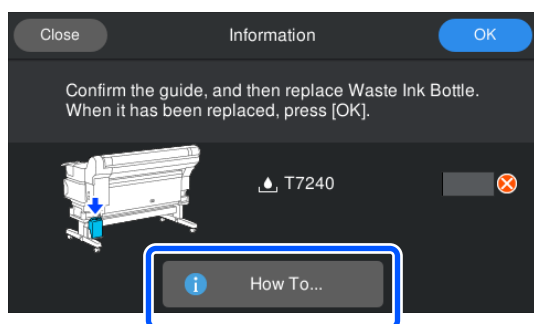 Close
Information
OK
Confirm the guide, and then replace Waste Ink Bottle.
When it has been replaced, press [OK].
T7240
i
How To...